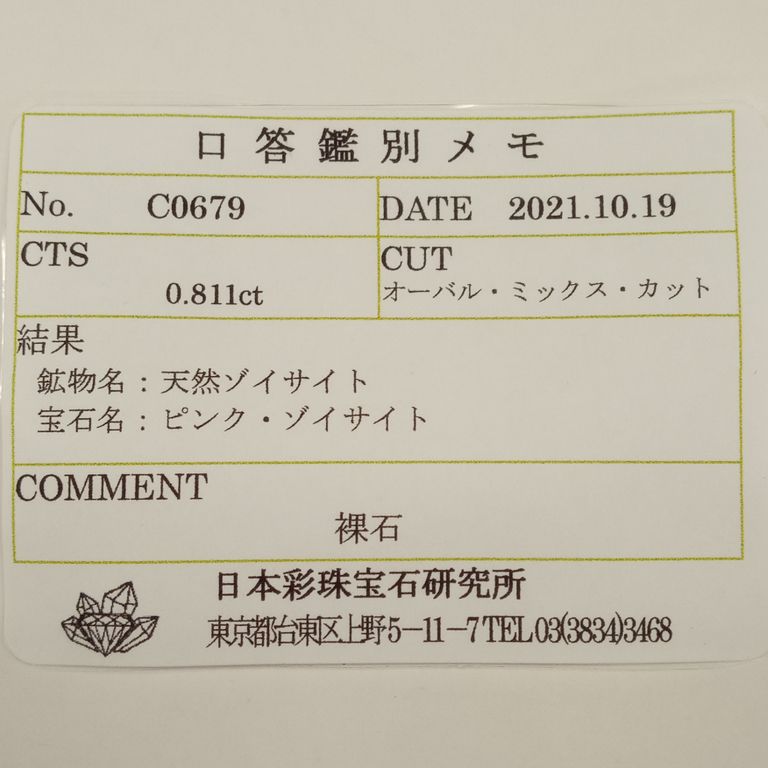 口答鑑別メモ
No. C0679 DATE 2021.10.19
CTS CUT
0.811ct オーバル・ミックス・カット
結果
鉱物名：天然ゾイサイト
宝石名：ピンク・ゾイサイト
COMMENT
裸石
日本彩珠宝石研究所
東京都台東区上野5－11－7 TEL 03(3834)3468